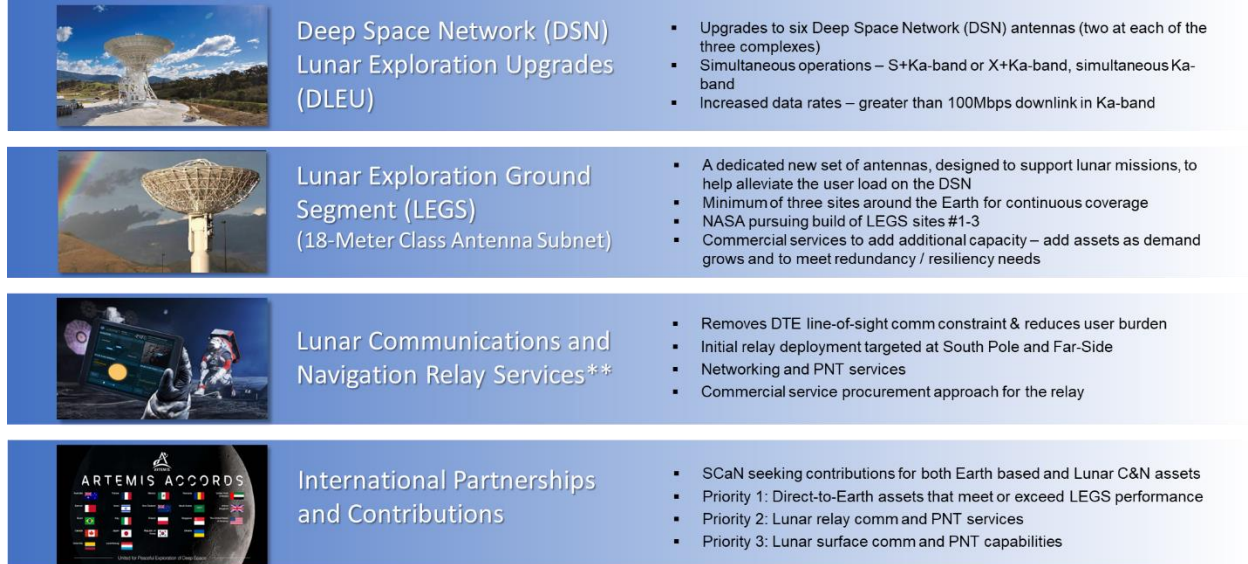 Deep Space Network (DSN)
Lunar Exploration Upgrades
(DLEU)
▪ Upgrades to six Deep Space Network (DSN) antennas (two at each of the
three complexes)
▪ Simultaneous operations – S+Ka-band or X+Ka-band, simultaneous Ka-
band
▪ Increased data rates – greater than 100Mbps downlink in Ka-band
Lunar Exploration Ground
Segment (LEGS)
(18-Meter Class Antenna Subnet)
▪ A dedicated new set of antennas, designed to support lunar missions, to
help alleviate the user load on the DSN
▪ Minimum of three sites around the Earth for continuous coverage
▪ NASA pursuing build of LEGS sites #1-3
▪ Commercial services to add additional capacity – add assets as demand
grows and to meet redundancy / resiliency needs
Lunar Communications and
Navigation Relay Services**
▪ Removes DTE line-of-sight comm constraint & reduces user burden
▪ Initial relay deployment targeted at South Pole and Far-Side
▪ Networking and PNT services
▪ Commercial service procurement approach for the relay
ARTEMIS ACCORDS
United for Peaceful Exploration of Deep Space
International Partnerships
and Contributions
▪ SCaN seeking contributions for both Earth based and Lunar C&N assets
▪ Priority 1: Direct-to-Earth assets that meet or exceed LEGS performance
▪ Priority 2: Lunar relay comm and PNT services
▪ Priority 3: Lunar surface comm and PNT capabilities